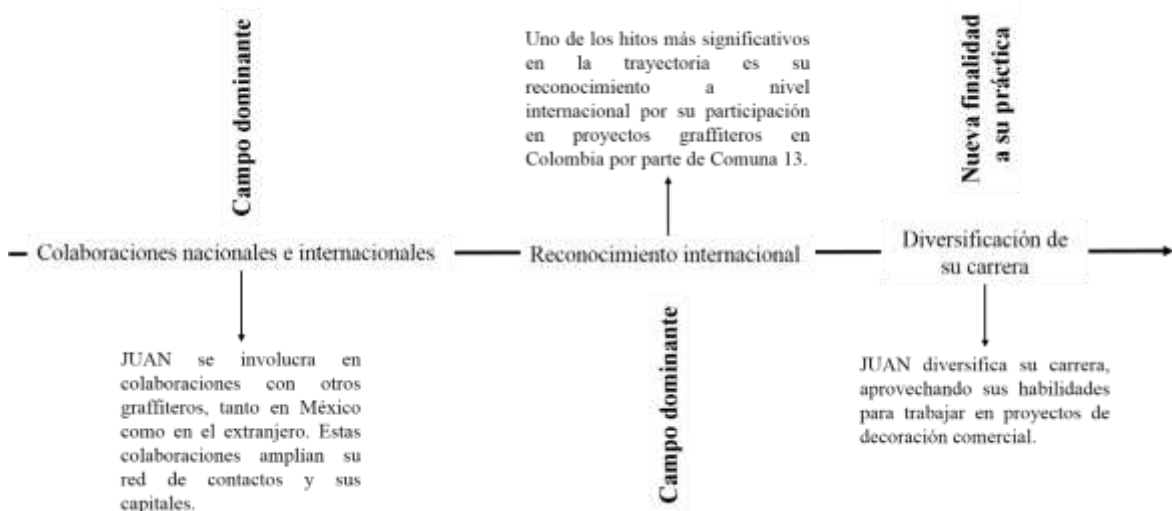 Campo dominante
Uno de los hitos más significativos
en la trayectoria es su
reconocimiento a nivel
internacional por su participación
en proyectos graffiteros en
Colombia por parte de Comuna 13.
Nueva finalidad
a su práctica
Colaboraciones nacionales e internacionales
Reconocimiento internacional
Diversificación de
su carrera
JUAN se involucra en
colaboraciones con otros
graffiteros, tanto en México
como en el extranjero. Estas
colaboraciones amplian su
red de contactos y sus
capitales.
Campo dominante
JUAN diversifica su carrera,
aprovechando sus habilidades
para trabajar en proyectos de
decoración comercial.